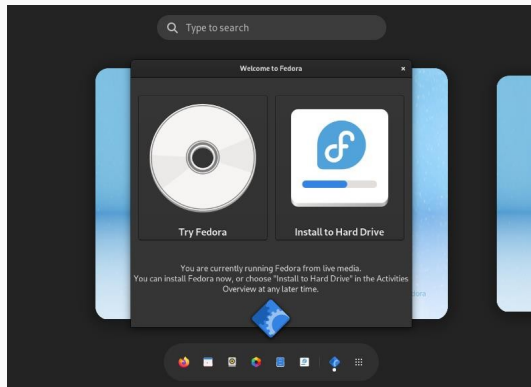 Type to search
Welcome to Fedora
Try Fedora
Install to Hard Drive
You are currently running Fedora from live media.
You can install Fedora now, or choose "Install to Hard Drive" in the Activities
Overview at any later time.